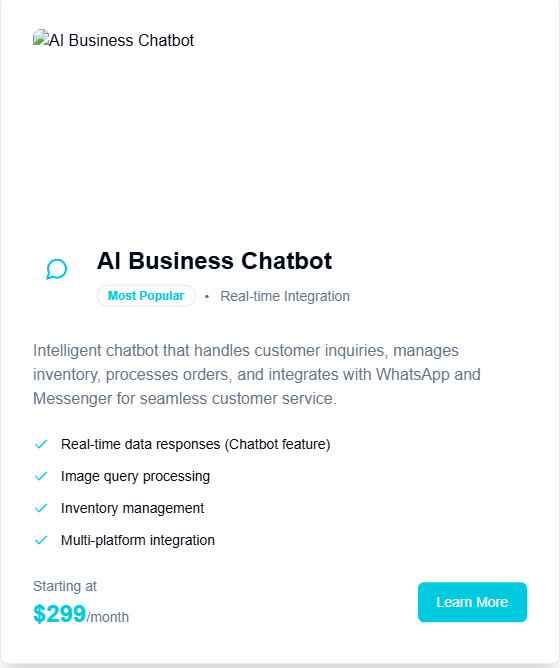 AI Business Chatbot
AI Business Chatbot
Most Popular • Real-time Integration
Intelligent chatbot that handles customer inquiries, manages
inventory, processes orders, and integrates with WhatsApp and
Messenger for seamless customer service.
Real-time data responses (Chatbot feature)
Image query processing
Inventory management
Multi-platform integration
Starting at
$299/month
Learn More